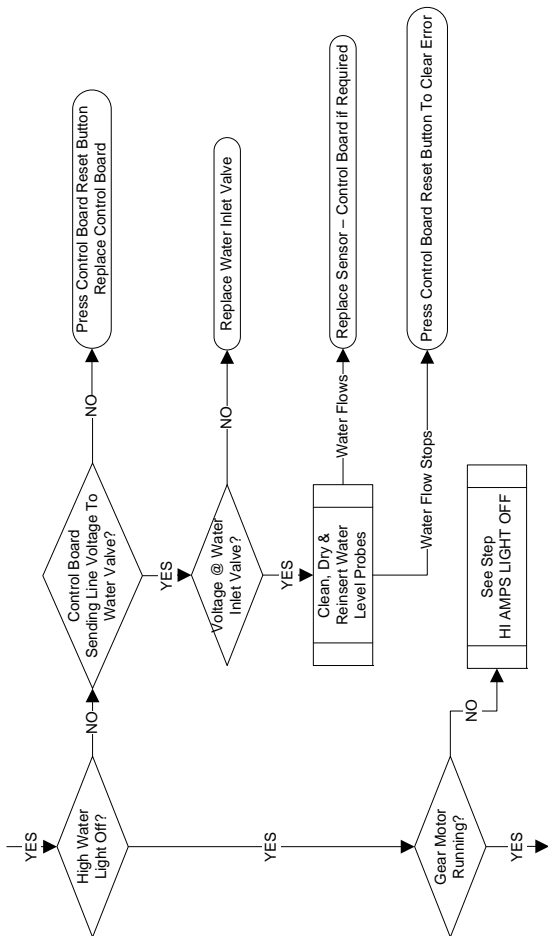 YES
High Water
Light Off?
NO
Control Board
Sending Line Voltage To
Water Valve?
NO
Press Control Board Reset Button
Replace Control Board
YES
Voltage @ Water
Inlet Valve?
NO
Replace Water Inlet Valve
YES
Clean, Dry &
Reinsert Water
Level Probes
Water Flows
Replace Sensor – Control Board if Required
Water Flow Stops
Press Control Board Reset Button To Clear Error
YES
Gear Motor
Running?
NO
See Step
HI AMPS LIGHT OFF
YES